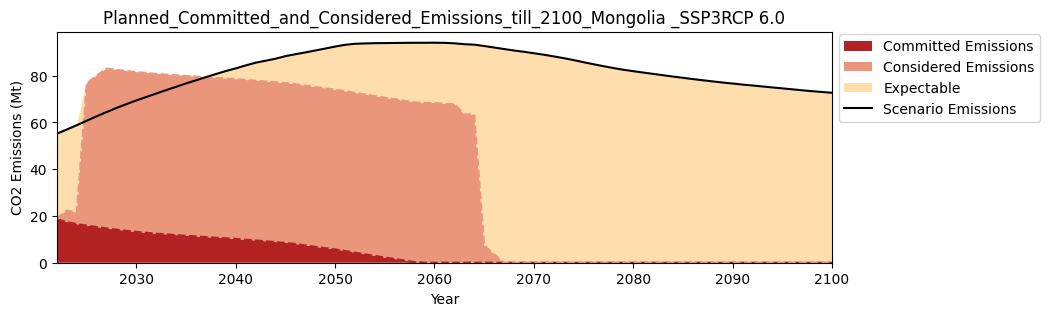 Planned_Committed_and_Considered_Emissions_till_2100_Mongolia _SSP3RCP 6.0
CO2 Emissions (Mt)
80
60
40
20
0
2030 2040 2050 2060 2070 2080 2090 2100
Year
Committed Emissions
Considered Emissions
Expectable
Scenario Emissions